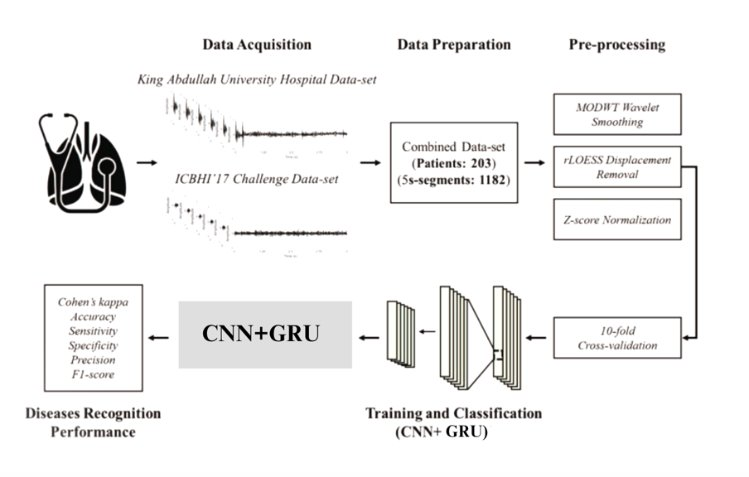 Data Acquisition
Data Preparation
Pre-processing
King Abdullah University Hospital Data-set
MODWT Wavelet
Smoothing
Combined Data-set
(Patients: 203)
(5s-segments: 1182)
rLOESS Displacement
Removal
ICBHI'17 Challenge Data-set
Z-score Normalization
Cohen's kappa
Accuracy
Sensitivity
Specificity
Precision
F1-score
CNN+GRU
10-fold
Cross-validation
Diseases Recognition
Performance
Training and Classification
(CNN+ GRU)